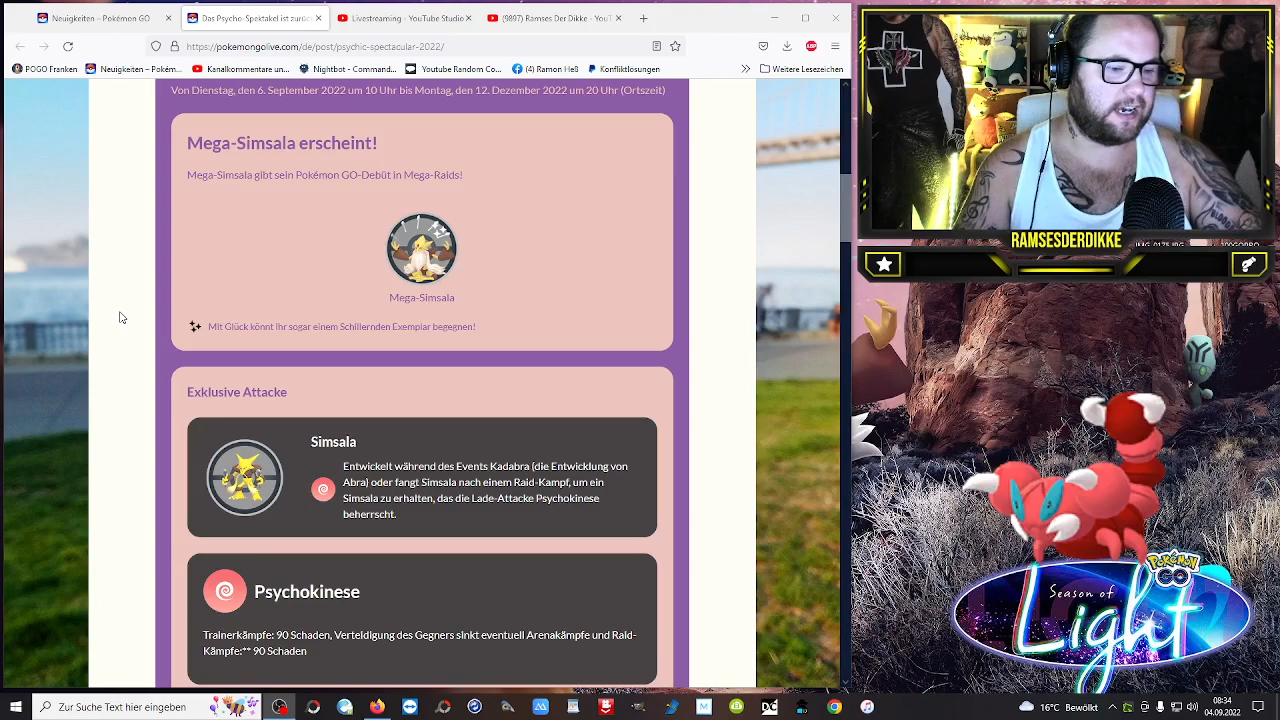 Neuigkeiten – Pokémon GO
Das Psycho-Spektakel ist zurüc
Livestreaming - YouTube Studio
(9897) Ramses Der Dikke - YouT
https://pokemongolive.com/post/psychic-spectacular-2022/
POGO Franken
Neuigkeiten – Pokém...
Kanalkommentare un...
Nightbot - Command...
Youtube Random Co...
(4) Ramon Heß
Konfliktlösungen
Weitere Lesezeichen
Von Dienstag, den 6. September 2022 um 10 Uhr bis Montag, den 12. Dezember 2022 um 20 Uhr (Ortszeit)
Mega-Simsala erscheint!
Mega-Simsala gibt sein Pokémon GO-Debüt in Mega-Raids!
Mega-Simsala
Mit Glück könnt ihr sogar einem Schillernden Exemplar begegnen!
Exklusive Attacke
Simsala
Entwickelt während des Events Kadabra (die Entwicklung von
Abra) oder fangt Simsala nach einem Raid-Kampf, um ein
Simsala zu erhalten, das die Lade-Attacke Psychokinese
beherrscht.
Psychokinese
Trainerkämpfe: 90 Schaden, Verteidigung des Gegners sinkt eventuell Arenakämpfe und Raid-
Kämpfe:** 90 Schaden
RAMSESDERDIKKE
Pokémon
GO
Season of
Light
Zur Suche Text hier eingeben
16°C Bewölkt
08:34
04.09.2022